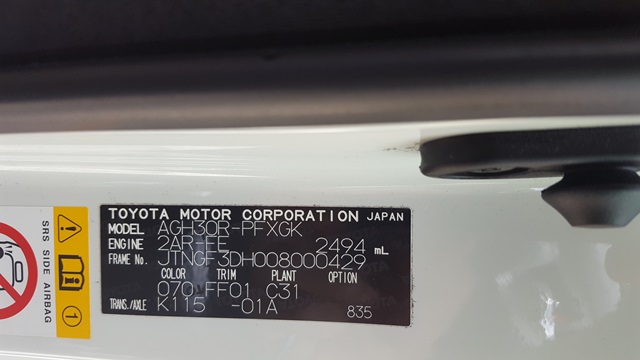 TOYOTA MOTOR CORPORATION JAPAN
MODEL AGH30R-PFXGK
ENGINE 2AR-FE 2494 mL
FRAME NO. JTNGF3DH008000429
COLOR TRIM PLANT OPTION
070 FF01 C31
TRANS./AXLE K115 -01A 835
SRS SIDE AIRBAG
1